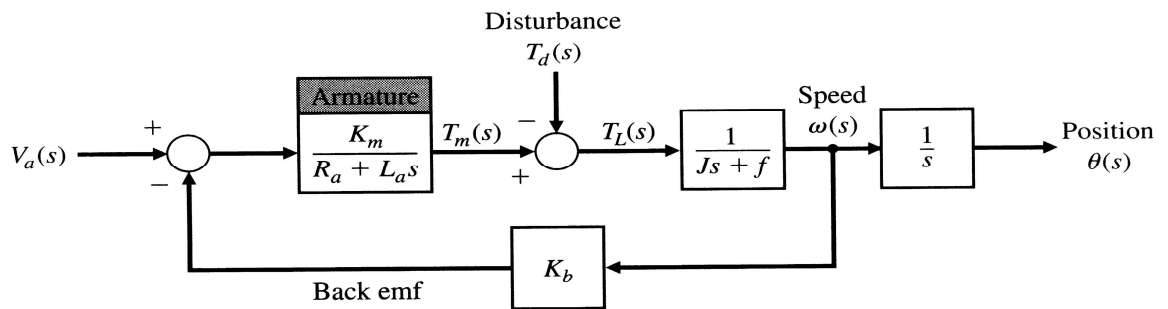 Disturbance
T_d(s)
Armature
Speed
ω(s)
V_a(s)
+
−
K_m
R_a + L_a s
T_m(s)
−
+
T_L(s)
1
Js + f
1
s
Position
θ(s)
K_b
Back emf